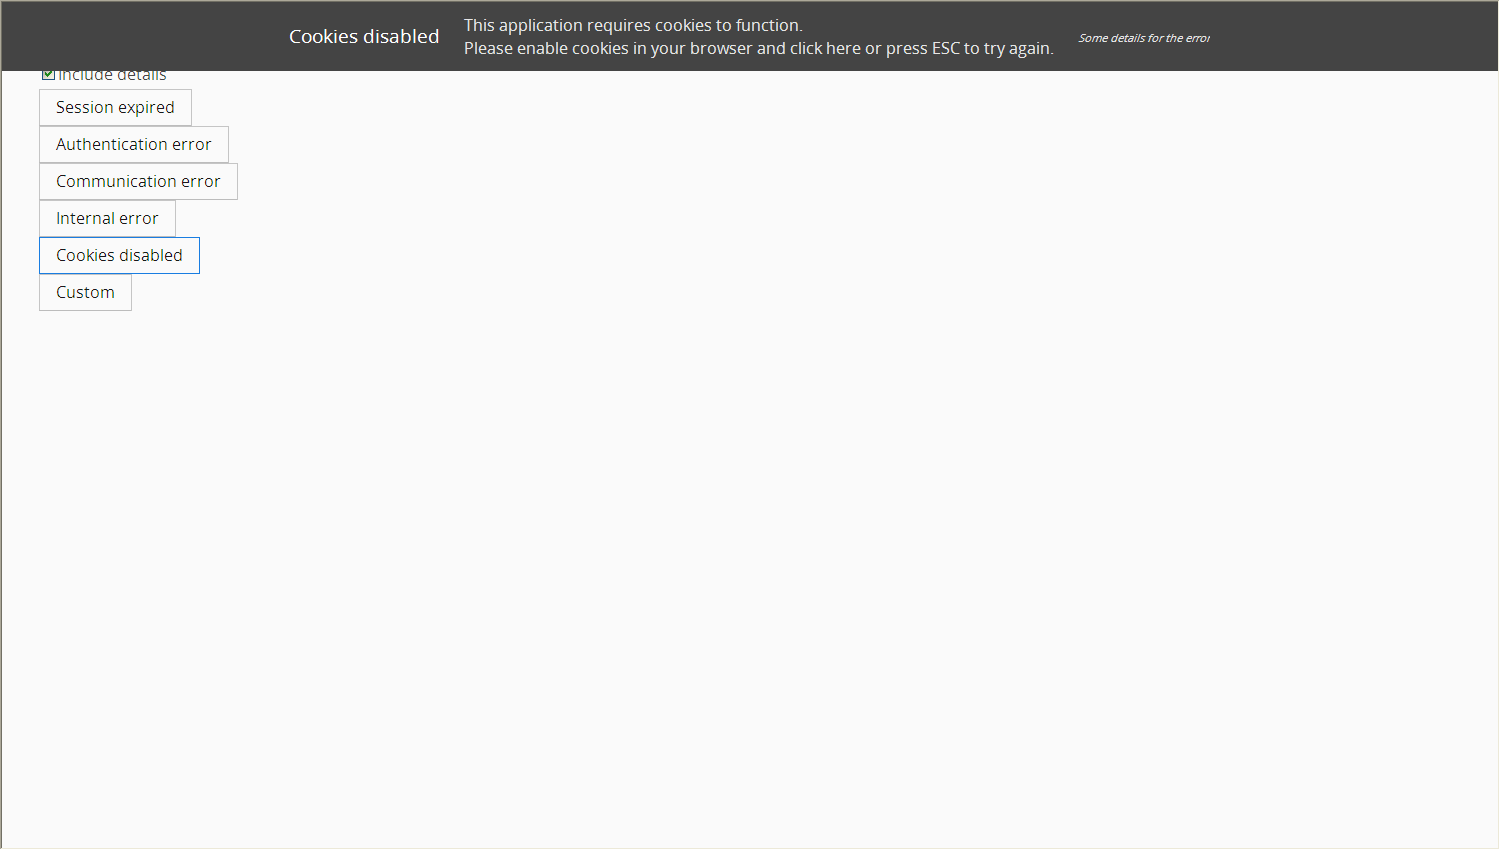 Cookies disabled
This application requires cookies to function.
Please enable cookies in your browser and click here or press ESC to try again.
Some details for the error
Include details
Session expired
Authentication error
Communication error
Internal error
Cookies disabled
Custom